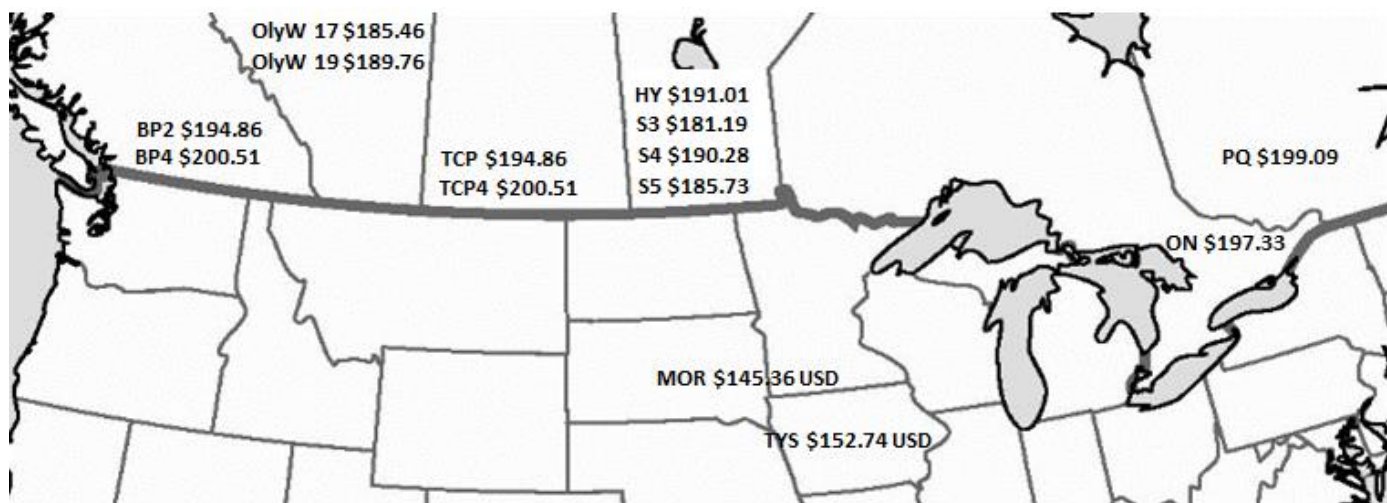 OlyW 17 $185.46
OlyW 19 $189.76
BP2 $194.86
BP4 $200.51
TCP $194.86
TCP4 $200.51
HY $191.01
S3 $181.19
S4 $190.28
S5 $185.73
PQ $199.09
ON $197.33
MOR $145.36 USD
TYS $152.74 USD